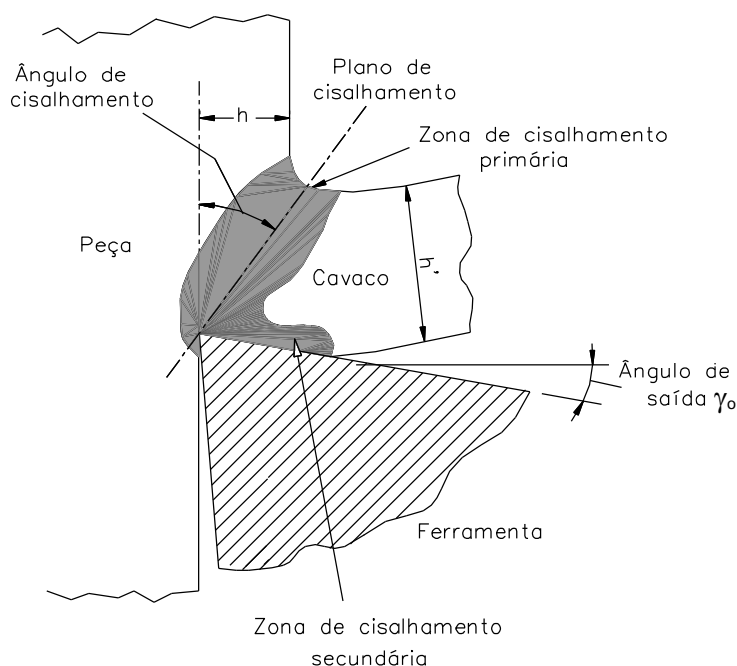 Ângulo de
cisalhamento
h
Plano de
cisalhamento
Zona de cisalhamento
primária
Peça
Cavaco
h'
Ângulo de
saída γₒ
Ferramenta
Zona de cisalhamento
secundária